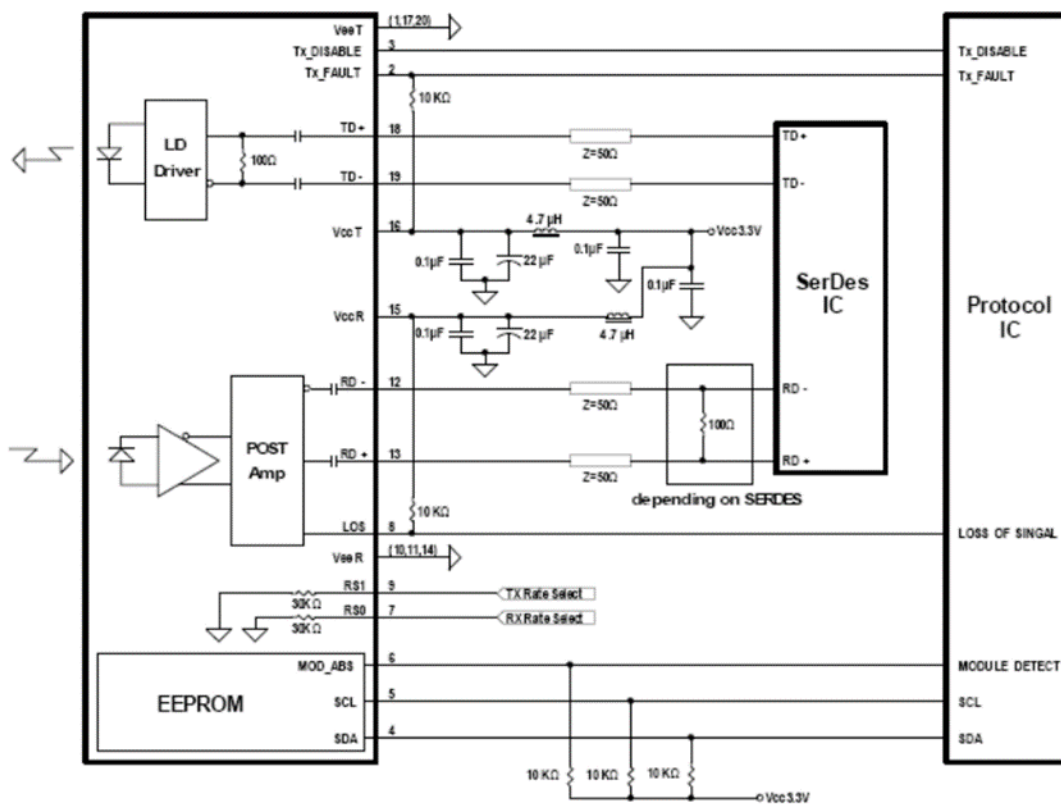 VeeT (1,17,20)
Tx_DISABLE 3 Tx_DISABLE
Tx_FAULT 2 Tx_FAULT
10 KΩ
LD Driver
100Ω
TD+ 18 Z=50Ω TD+
TD- 19 Z=50Ω TD-
VccT 16 4.7 µH Vcc3.3V
0.1µF 22 µF 0.1µF 0.1µF
SerDes IC
Protocol IC
VccR 15
0.1µF 22 µF 4.7 µH
RD - 12 Z=50Ω RD -
100Ω
POST Amp
RD + 13 Z=50Ω RD +
depending on SERDES
10 KΩ
LOS 8 LOSS OF SINGAL
VeeR (10,11,14)
RS1 9 TX Rate Select
30KΩ
RS0 7 RX Rate Select
30KΩ
EEPROM
MOD_ABS 6 MODULE DETECT
SCL 5 SCL
SDA 4 SDA
10 KΩ 10 KΩ 10 KΩ
Vcc3.3V